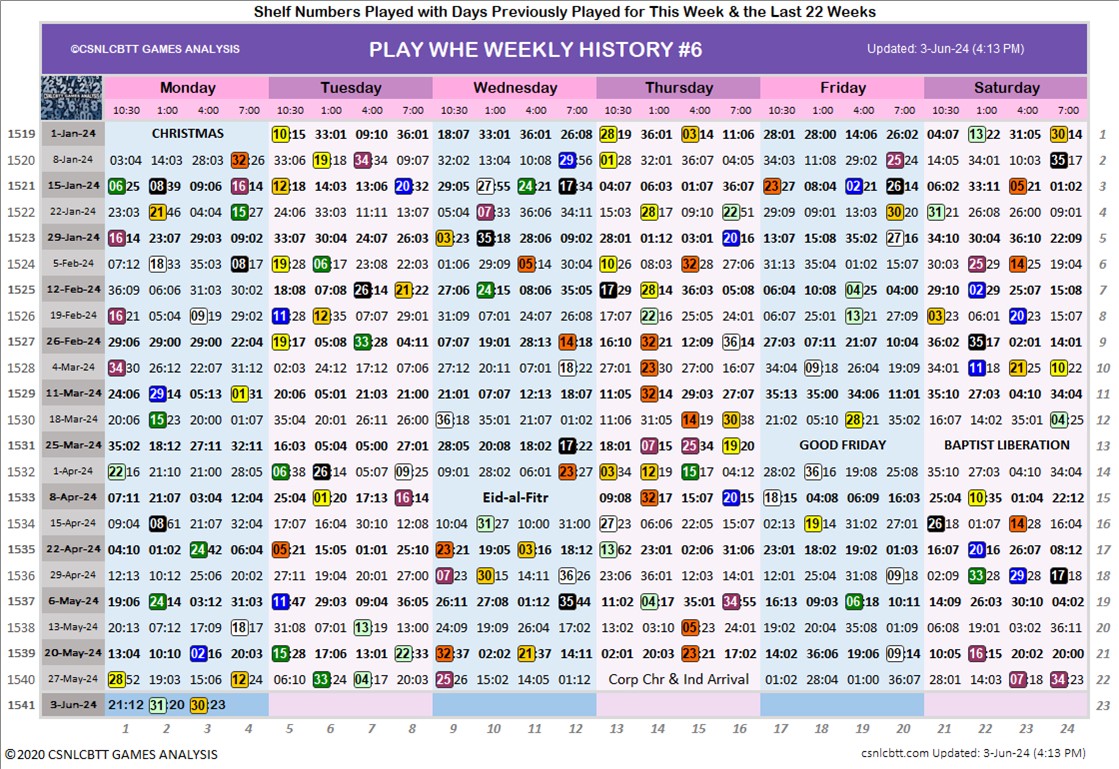 Shelf Numbers Played with Days Previously Played for This Week & the Last 22 Weeks
©CSNLCBTT GAMES ANALYSIS PLAY WHE WEEKLY HISTORY #6 Updated: 3-Jun-24 (4:13 PM)
Monday Tuesday Wednesday Thursday Friday Saturday
10:30 1:00 4:00 7:00 10:30 1:00 4:00 7:00 10:30 1:00 4:00 7:00 10:30 1:00 4:00 7:00 10:30 1:00 4:00 7:00 10:30 1:00 4:00 7:00
1519 1-Jan-24 CHRISTMAS 10:15 33:01 09:10 36:01 18:07 33:01 36:01 26:08 28:19 36:01 03:14 11:06 28:01 28:00 14:06 26:02 04:07 13:22 31:05 30:14 1
1520 8-Jan-24 03:04 14:03 28:03 32:26 33:06 19:18 34:34 09:07 32:02 13:04 10:08 29:56 01:28 32:01 36:07 04:05 34:03 11:08 29:02 25:24 14:05 34:01 10:03 35:17 2
1521 15-Jan-24 06:25 08:39 09:06 16:14 12:18 14:03 13:06 20:32 29:05 27:55 11:21 17:34 04:07 06:03 01:07 36:07 23:27 08:04 02:21 26:14 06:02 33:11 05:21 01:02 3
1522 22-Jan-24 23:03 21:46 04:04 15:27 24:06 33:03 11:11 13:07 05:04 07:33 36:06 34:11 15:03 28:17 09:10 22:51 29:09 09:01 13:03 30:20 31:21 26:08 26:00 09:01 4
1523 29-Jan-24 16:14 23:07 29:03 09:02 33:07 30:04 24:07 26:03 03:23 35:18 28:06 09:02 28:01 01:12 03:01 20:16 13:07 15:08 35:02 27:16 34:10 30:04 36:10 22:09 5
1524 5-Feb-24 07:12 18:33 35:03 08:17 19:28 06:17 23:08 22:03 01:06 29:09 05:14 30:04 10:26 08:03 32:28 27:06 31:13 35:04 01:02 15:07 30:03 25:29 14:25 19:04 6
1525 12-Feb-24 36:09 06:06 31:03 30:02 18:08 07:08 26:14 21:22 27:06 24:15 08:06 35:05 17:29 28:14 36:03 05:08 06:04 10:08 04:25 04:00 29:10 02:29 25:07 15:08 7
1526 19-Feb-24 16:21 05:04 09:19 29:02 11:28 12:35 07:07 29:01 31:09 07:01 24:07 26:08 17:07 22:16 25:05 24:01 06:07 25:01 13:21 27:09 03:23 06:01 20:23 05:07 8
1527 26-Feb-24 29:06 29:00 29:00 22:04 19:17 05:08 33:28 04:11 07:07 19:01 28:13 14:18 16:10 32:21 12:09 36:14 27:03 07:11 21:07 10:04 36:02 35:17 02:01 14:01 9
1528 4-Mar-24 34:30 26:12 22:07 31:12 02:03 24:12 17:12 07:06 27:12 20:11 07:01 18:22 27:01 23:30 27:00 16:07 34:04 09:18 26:04 19:09 34:01 11:18 21:25 10:22 10
1529 11-Mar-24 24:06 29:14 05:13 01:31 20:06 05:01 21:03 21:00 21:01 07:07 12:13 18:07 11:05 32:14 29:03 27:07 35:13 35:00 34:06 11:01 35:10 27:03 04:10 34:04 11
1530 18-Mar-24 20:06 15:23 20:00 01:07 35:04 20:01 26:11 26:00 36:18 35:01 21:07 01:12 11:06 31:05 14:19 30:38 21:02 05:10 28:21 35:02 16:07 14:02 35:01 04:25 12
1531 25-Mar-24 35:02 18:12 27:11 32:11 16:03 05:04 05:00 27:01 28:05 20:08 18:02 17:22 18:01 07:15 25:34 19:20 GOOD FRIDAY BAPTIST LIBERATION 13
1532 1-Apr-24 22:16 21:10 21:00 28:05 06:38 26:14 05:07 09:25 09:01 28:02 06:01 23:27 03:34 12:19 15:17 04:12 28:02 36:16 19:08 25:08 35:10 27:03 04:10 34:04 14
1533 8-Apr-24 07:11 21:07 03:04 12:04 25:04 01:20 17:13 16:14 Eid-al-Fitr 09:08 32:17 15:07 20:15 18:15 04:08 06:09 16:03 25:04 10:35 01:04 22:12 15
1534 15-Apr-24 09:04 08:61 21:07 32:04 17:07 16:04 30:10 12:08 10:04 31:27 10:00 31:00 27:23 06:06 22:05 15:07 02:13 19:14 31:02 27:01 26:18 01:07 14:28 16:04 16
1535 22-Apr-24 04:10 01:02 24:42 06:04 05:21 15:05 01:01 25:10 23:21 19:05 03:16 18:12 13:62 23:01 02:06 31:06 23:01 18:02 19:02 01:03 16:07 20:16 26:07 08:12 17
1536 29-Apr-24 12:13 10:12 25:06 20:02 27:11 19:04 20:01 27:00 07:23 30:15 14:11 36:26 23:06 36:01 12:03 14:01 12:01 25:04 31:08 09:18 02:09 33:28 29:28 17:18 18
1537 6-May-24 19:06 24:14 03:12 31:03 11:47 29:03 09:04 36:05 26:11 27:08 01:12 35:44 11:02 04:17 35:01 34:55 16:13 09:03 06:18 10:11 14:09 26:03 30:10 04:02 19
1538 13-May-24 20:13 07:12 17:09 18:17 31:08 07:01 13:19 13:00 24:09 19:09 26:04 17:02 13:02 03:10 05:23 24:01 19:02 20:04 35:08 01:09 06:08 19:01 03:02 36:11 20
1539 20-May-24 13:04 10:10 02:16 20:03 15:28 17:06 13:01 22:33 32:37 02:02 21:37 14:11 02:01 20:03 23:21 17:02 14:02 36:06 19:06 09:14 10:05 16:15 20:02 20:00 21
1540 27-May-24 28:52 19:03 15:06 12:24 06:10 33:24 04:17 20:03 25:26 15:02 14:05 01:12 Corp Chr & Ind Arrival 01:02 28:04 01:00 36:07 28:01 14:03 07:18 34:23 22
1541 3-Jun-24 21:12 31:20 30:23 23
1 2 3 4 5 6 7 8 9 10 11 12 13 14 15 16 17 18 19 20 21 22 23 24
©2020 CSNLCBTT GAMES ANALYSIS csnlcbtt.com Updated: 3-Jun-24 (4:13 PM)